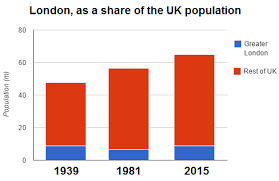 London, as a share of the UK population
80
60
40
20
0
Population (m)
1939
1981
2015
Greater
London
Rest of UK